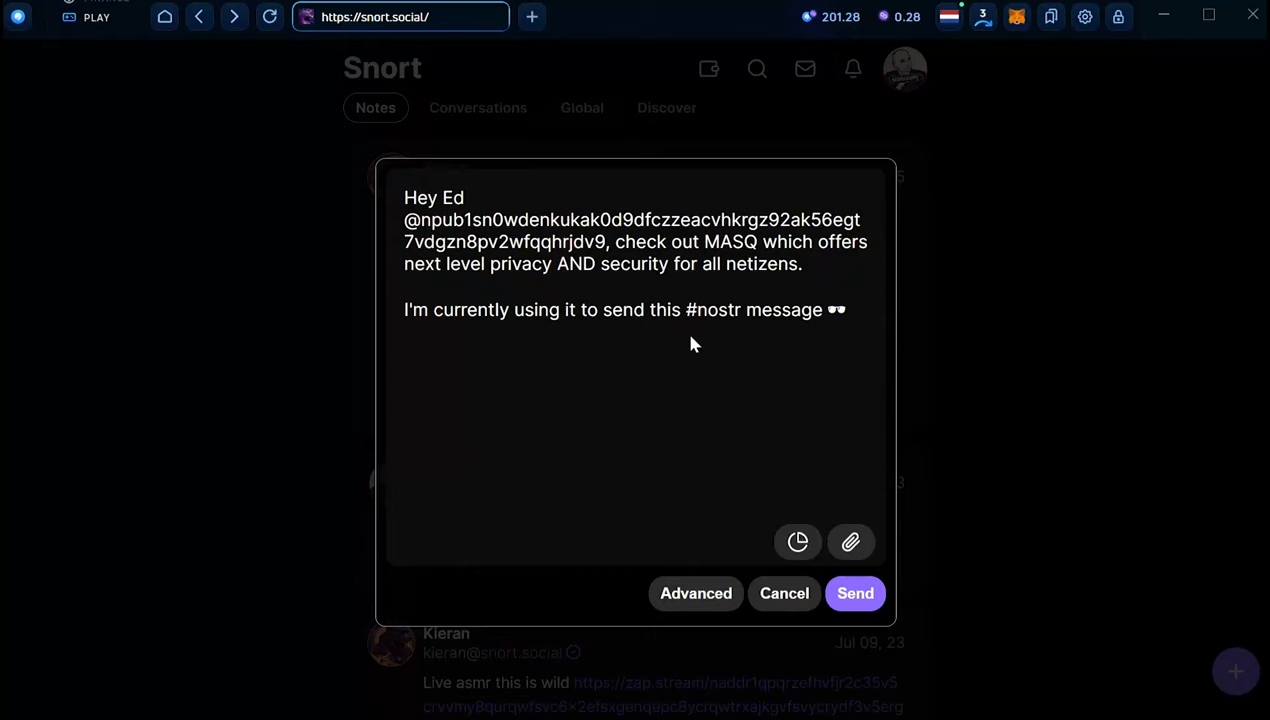 PLAY
https://snort.social/
201.28
0.28
3
Snort
Notes
Conversations
Global
Discover
Hey Ed
@npub1sn0wdenkukak0d9dfczzeacvhkrgz92ak56egt
7vdgzn8pv2wfqqhrjdv9, check out MASQ which offers
next level privacy AND security for all netizens.
I'm currently using it to send this #nostr message 🕶️
Advanced
Cancel
Send
Kieran
kieran@snort.social
Jul 09, 23
Live asmr this is wild